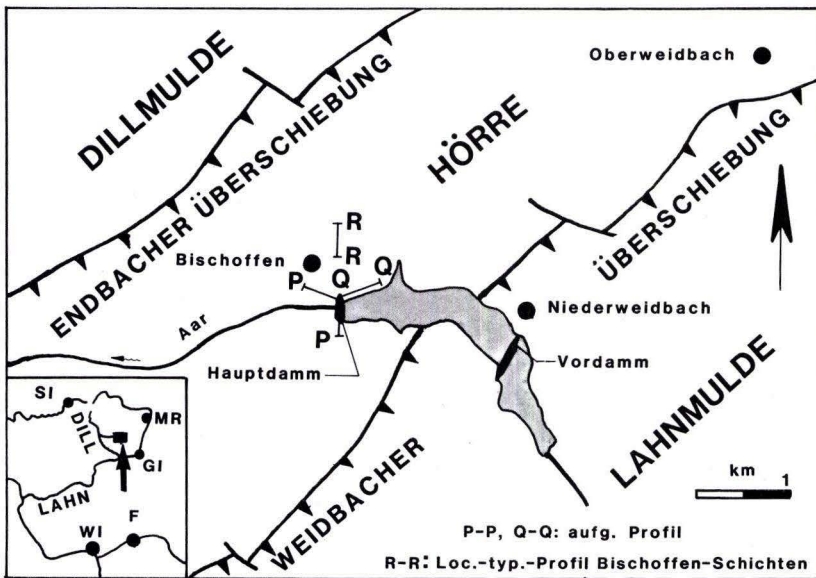 DILLMULDE
ENDBACHER ÜBERSCHIEBUNG
HÖRRE
Oberweidbach
WEIDBACHER ÜBERSCHIEBUNG
LAHNMULDE
R
R
Bischoffen
P
Q
Q
P
Aar
Hauptdamm
Niederweidbach
Vordamm
SI
DILL
MR
GI
LAHN
WI
F
km 1
P-P, Q-Q: aufg. Profil
R-R: Loc.-typ.-Profil Bischoffen-Schichten